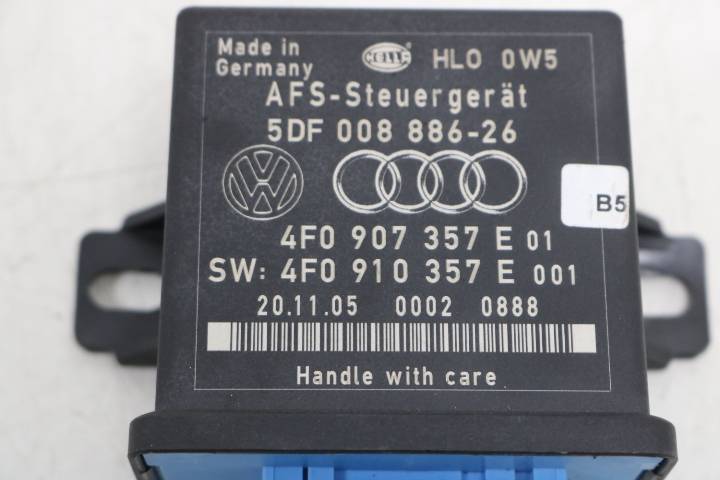 Made in
Germany
HELLA
HLO 0W5
AFS-Steuergerät
5DF 008 886-26
VW
B5
4F0 907 357 E 01
SW: 4F0 910 357 E 001
20.11.05 0002 0888
Handle with care